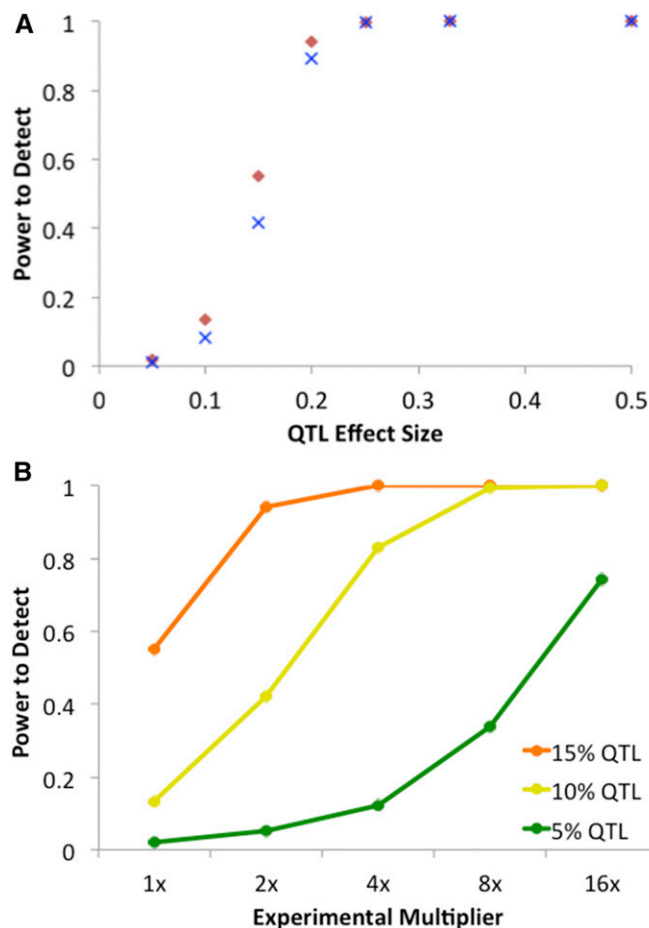 A
Power to Detect
1
0.8
0.6
0.4
0.2
0
0 0.1 0.2 0.3 0.4 0.5
QTL Effect Size
B
Power to Detect
1
0.8
0.6
0.4
0.2
0
15% QTL
10% QTL
5% QTL
1x 2x 4x 8x 16x
Experimental Multiplier